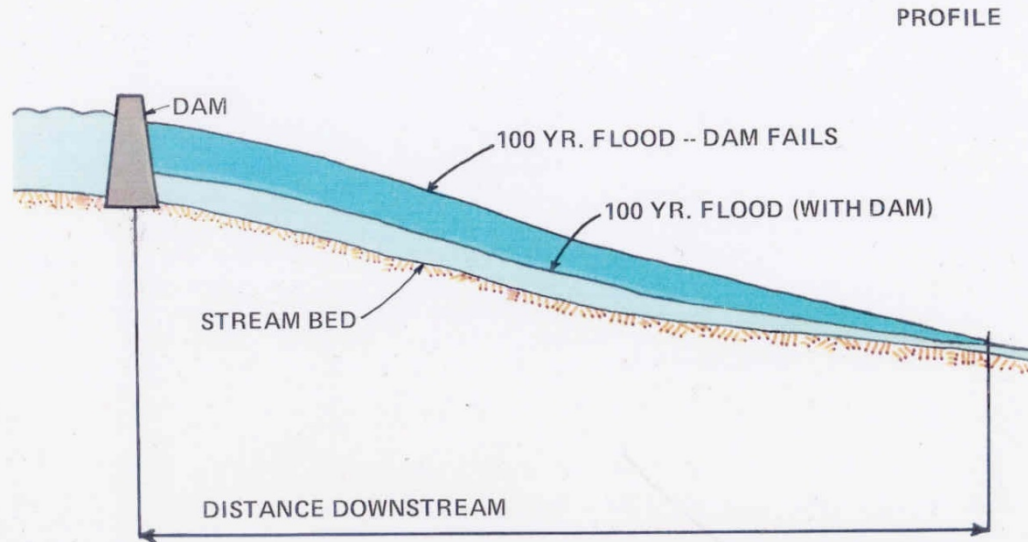 PROFILE
DAM
100 YR. FLOOD -- DAM FAILS
100 YR. FLOOD (WITH DAM)
STREAM BED
DISTANCE DOWNSTREAM